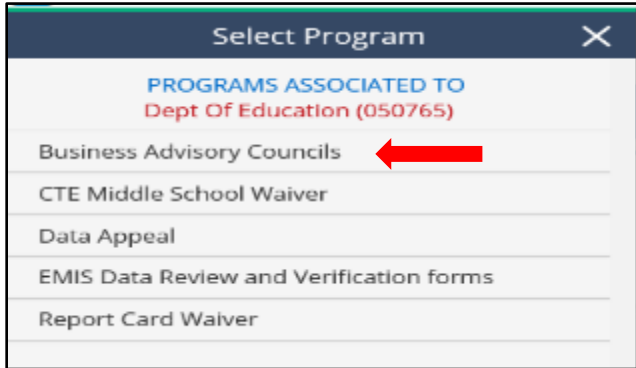 Select Program
PROGRAMS ASSOCIATED TO
Dept Of Education (050765)
Business Advisory Councils
CTE Middle School Waiver
Data Appeal
EMIS Data Review and Verification forms
Report Card Waiver